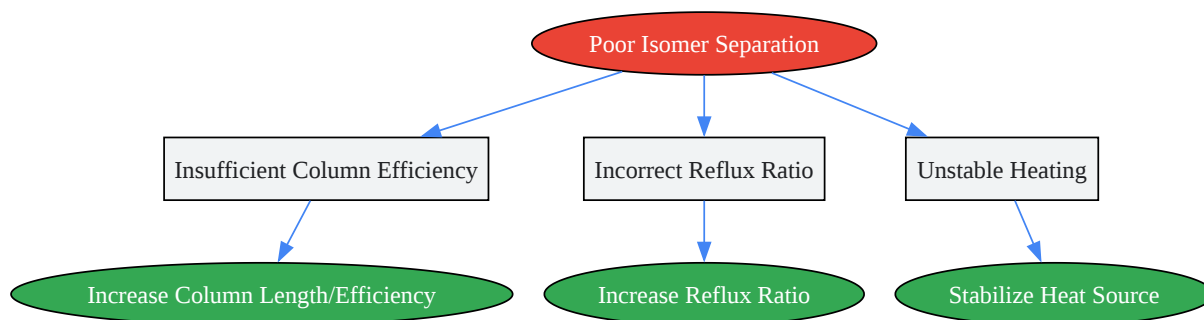 Poor Isomer Separation
Insufficient Column Efficiency
Incorrect Reflux Ratio
Unstable Heating
Increase Column Length/Efficiency
Increase Reflux Ratio
Stabilize Heat Source